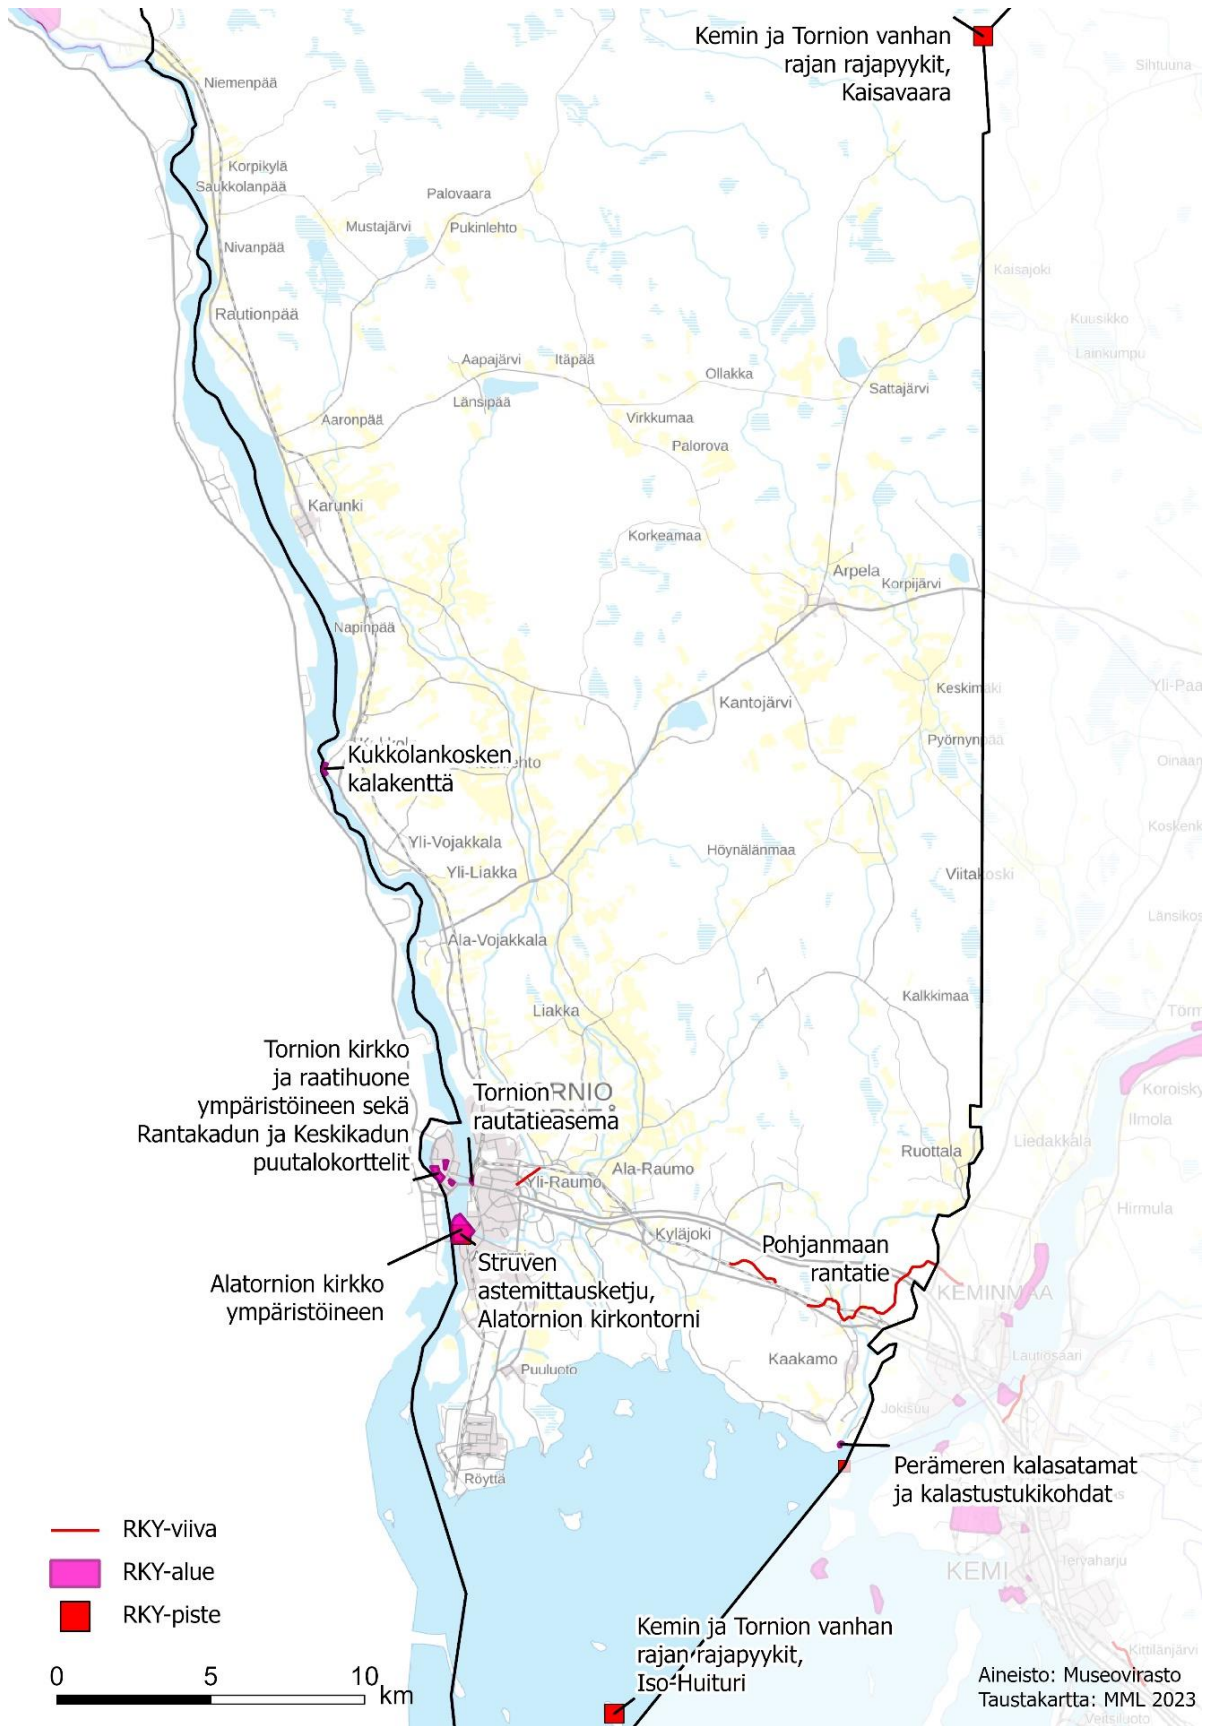 Kemin ja Tornion vanhan
rajan rajapyykit,
Kaisavaara
Sihtuuna
Niemenpää
Korpikylä
Saukkolanpää
Palovaara
Mustajärvi
Pukinlehto
Nivanpää
Kaisajoki
Rautionpää
Kuusikko
Lainkumpu
Aapajärvi
Itäpää
Ollakka
Sattajärvi
Länsipää
Aaronpää
Virkkumaa
Palorova
Karunki
Korkeamaa
Arpela
Korpijärvi
Napinpää
Keskimäki
Yli-Paa
Kantojärvi
Pyörnynpää
Kukkolankosken
kalakenttä
Oinaan
Yli-Vojakkala
Koskenk
Höynälänmaa
Yli-Liakka
Viitakoski
Länsikos
Ala-Vojakkala
Kalkkimaa
Liakka
Törm
Tornion kirkko
ja raatihuone
ympäristöineen sekä
Rantakadun ja Keskikadun
puutalokorttelit
Tornion
rautatieasema
RNIO
Koroisky
Ilmola
Liedakkala
Ruottala
Ala-Raumo
Yli-Raumo
Hirmula
Kyläjoki
Pohjanmaan
rantatie
Alatornion kirkko
ympäristöineen
Struven
astemittausketju,
Alatornion kirkontorni
KEMINMAA
Lautiosaari
Kaakamo
Puuluoto
Jokisuu
Röyttä
Perämeren kalasatamat
ja kalastustukikohdat
RKY-viiva
RKY-alue
RKY-piste
KEMI
Tervaharju
Kemin ja Tornion vanhan
rajan rajapyykit,
Iso-Huituri
Kittilänjärvi
0 5 10
km
Aineisto: Museovirasto
Taustakartta: MML 2023
Veitsiluoto